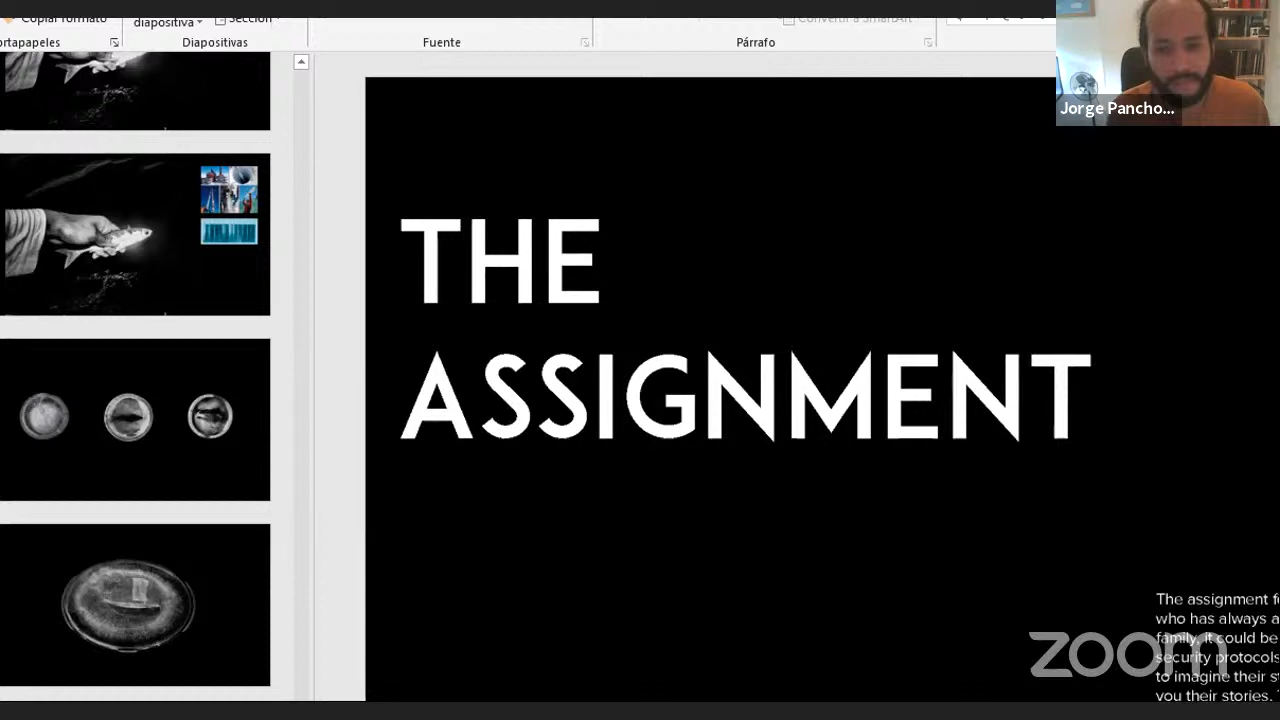 Copiar formato
diapositiva
Sección
Convertir a SmartArt
Diapositivas
Fuente
Párrafo
Jorge Pancho...
THE
ASSIGNMENT
The assignment
who has always
family, it could be
security protocols
to imagine their
you their stories.
zoom